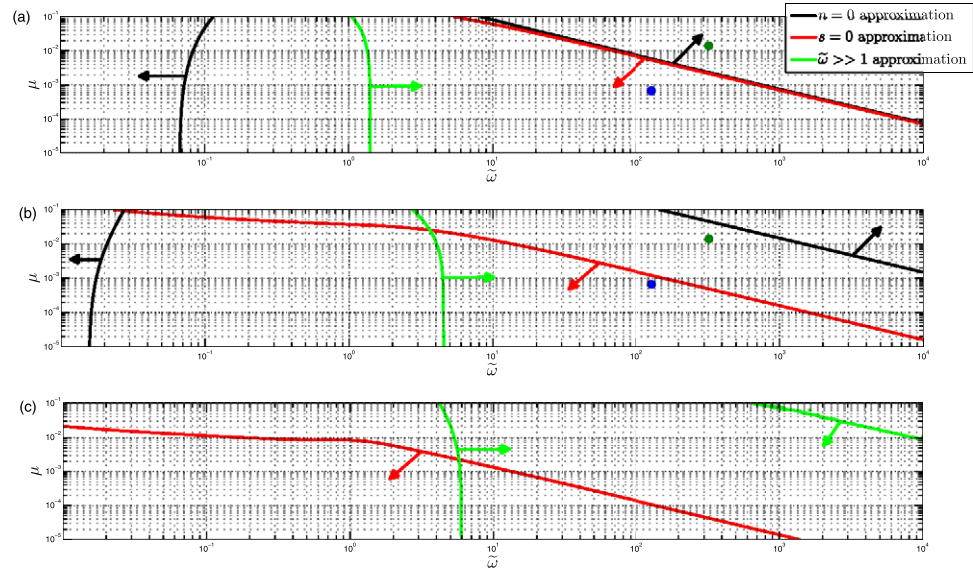 (a)
n = 0 approximation
s = 0 approximation
ω̃ >> 1 approximation
10⁻¹
10⁻²
μ
10⁻³
10⁻⁴
10⁻⁵
10⁻¹ 10⁰ 10¹ 10² 10³ 10⁴
ω̃
(b)
10⁻¹
10⁻²
μ
10⁻³
10⁻⁴
10⁻⁵
10⁻¹ 10⁰ 10¹ 10² 10³ 10⁴
ω̃
(c)
10⁻¹
10⁻²
μ
10⁻³
10⁻⁴
10⁻⁵
10⁻¹ 10⁰ 10¹ 10² 10³ 10⁴
ω̃